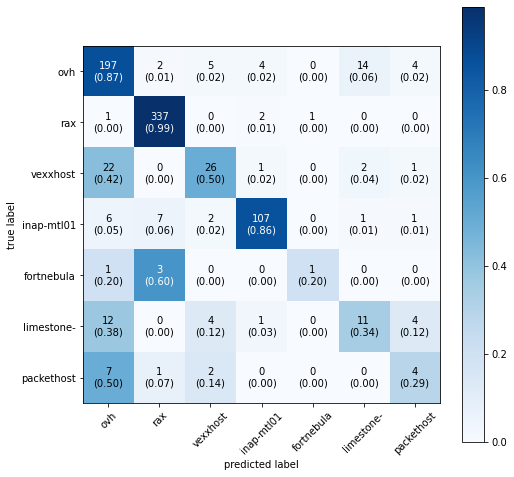 197 2 5 4 0 14 4
ovh (0.87) (0.01) (0.02) (0.02) (0.00) (0.06) (0.02)
1 337 0 2 1 0 0
rax (0.00) (0.99) (0.00) (0.01) (0.00) (0.00) (0.00)
22 0 26 1 0 2 1
vexxhost (0.42) (0.00) (0.50) (0.02) (0.00) (0.04) (0.02)
6 7 2 107 0 1 1
inap-mtl01 (0.05) (0.06) (0.02) (0.86) (0.00) (0.01) (0.01)
1 3 0 0 1 0 0
fortnebula (0.20) (0.60) (0.00) (0.00) (0.20) (0.00) (0.00)
12 0 4 1 0 11 4
limestone- (0.38) (0.00) (0.12) (0.03) (0.00) (0.34) (0.12)
7 1 2 0 0 0 4
packethost (0.50) (0.07) (0.14) (0.00) (0.00) (0.00) (0.29)
true label
ovh rax vexxhost inap-mtl01 fortnebula limestone- packethost
predicted label
0.8
0.6
0.4
0.2
0.0